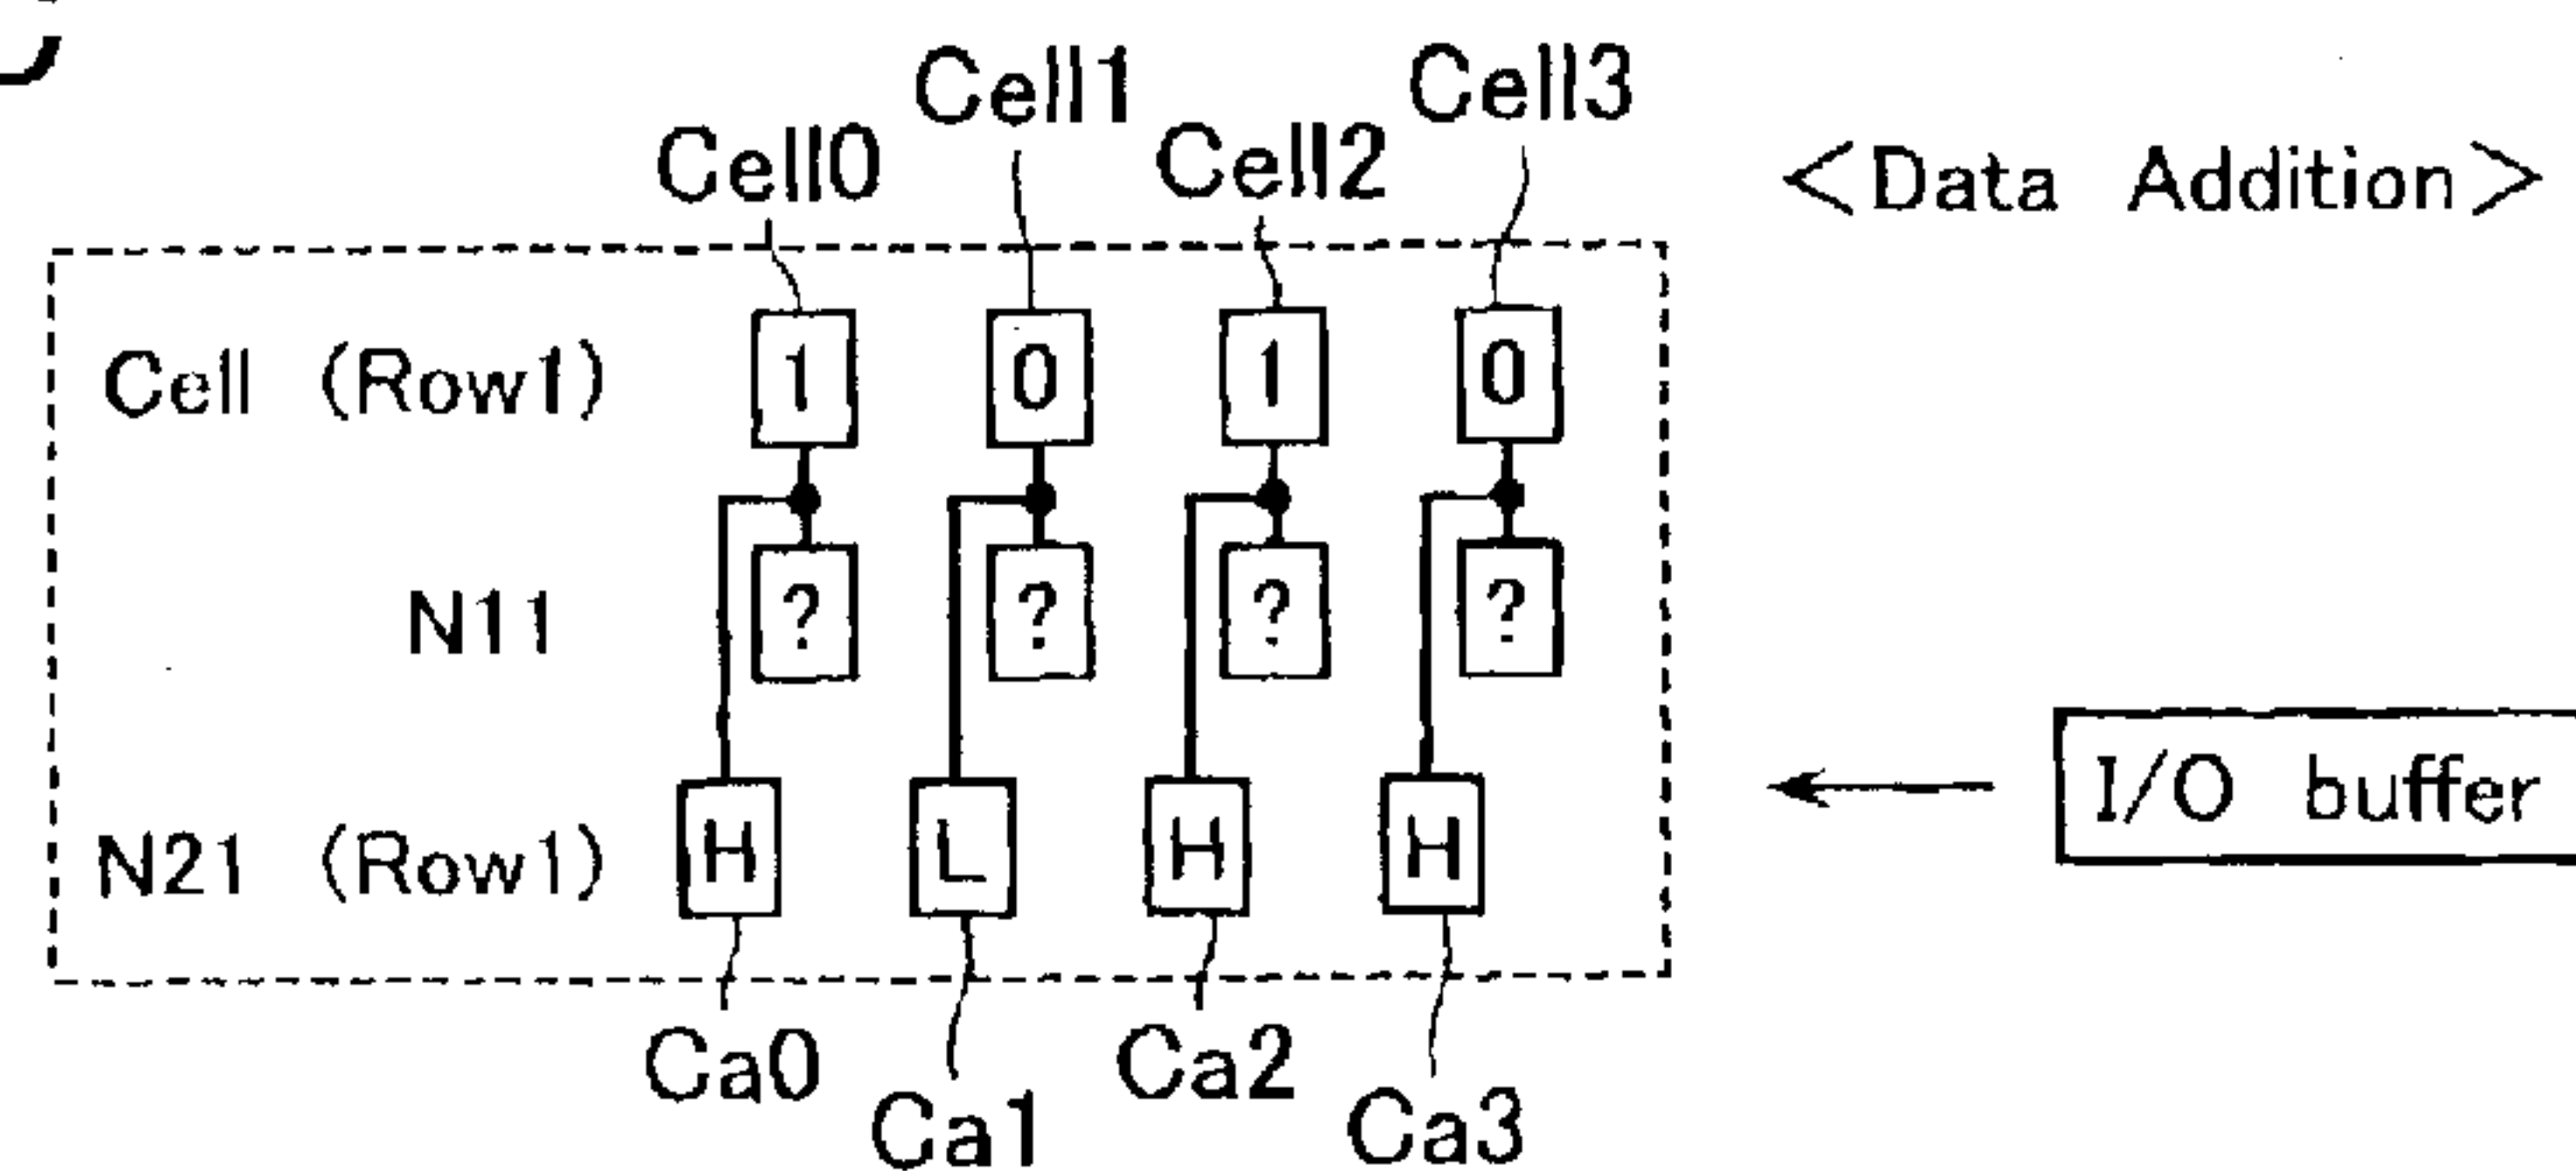 Cell1 Cell3
Cell0 Cell2 <Data Addition>
Cell (Row1) 1 0 1 0
N11 ? ? ? ?
I/O buffer
N21 (Row1) H L H H
Ca0 Ca2
Ca1 Ca3